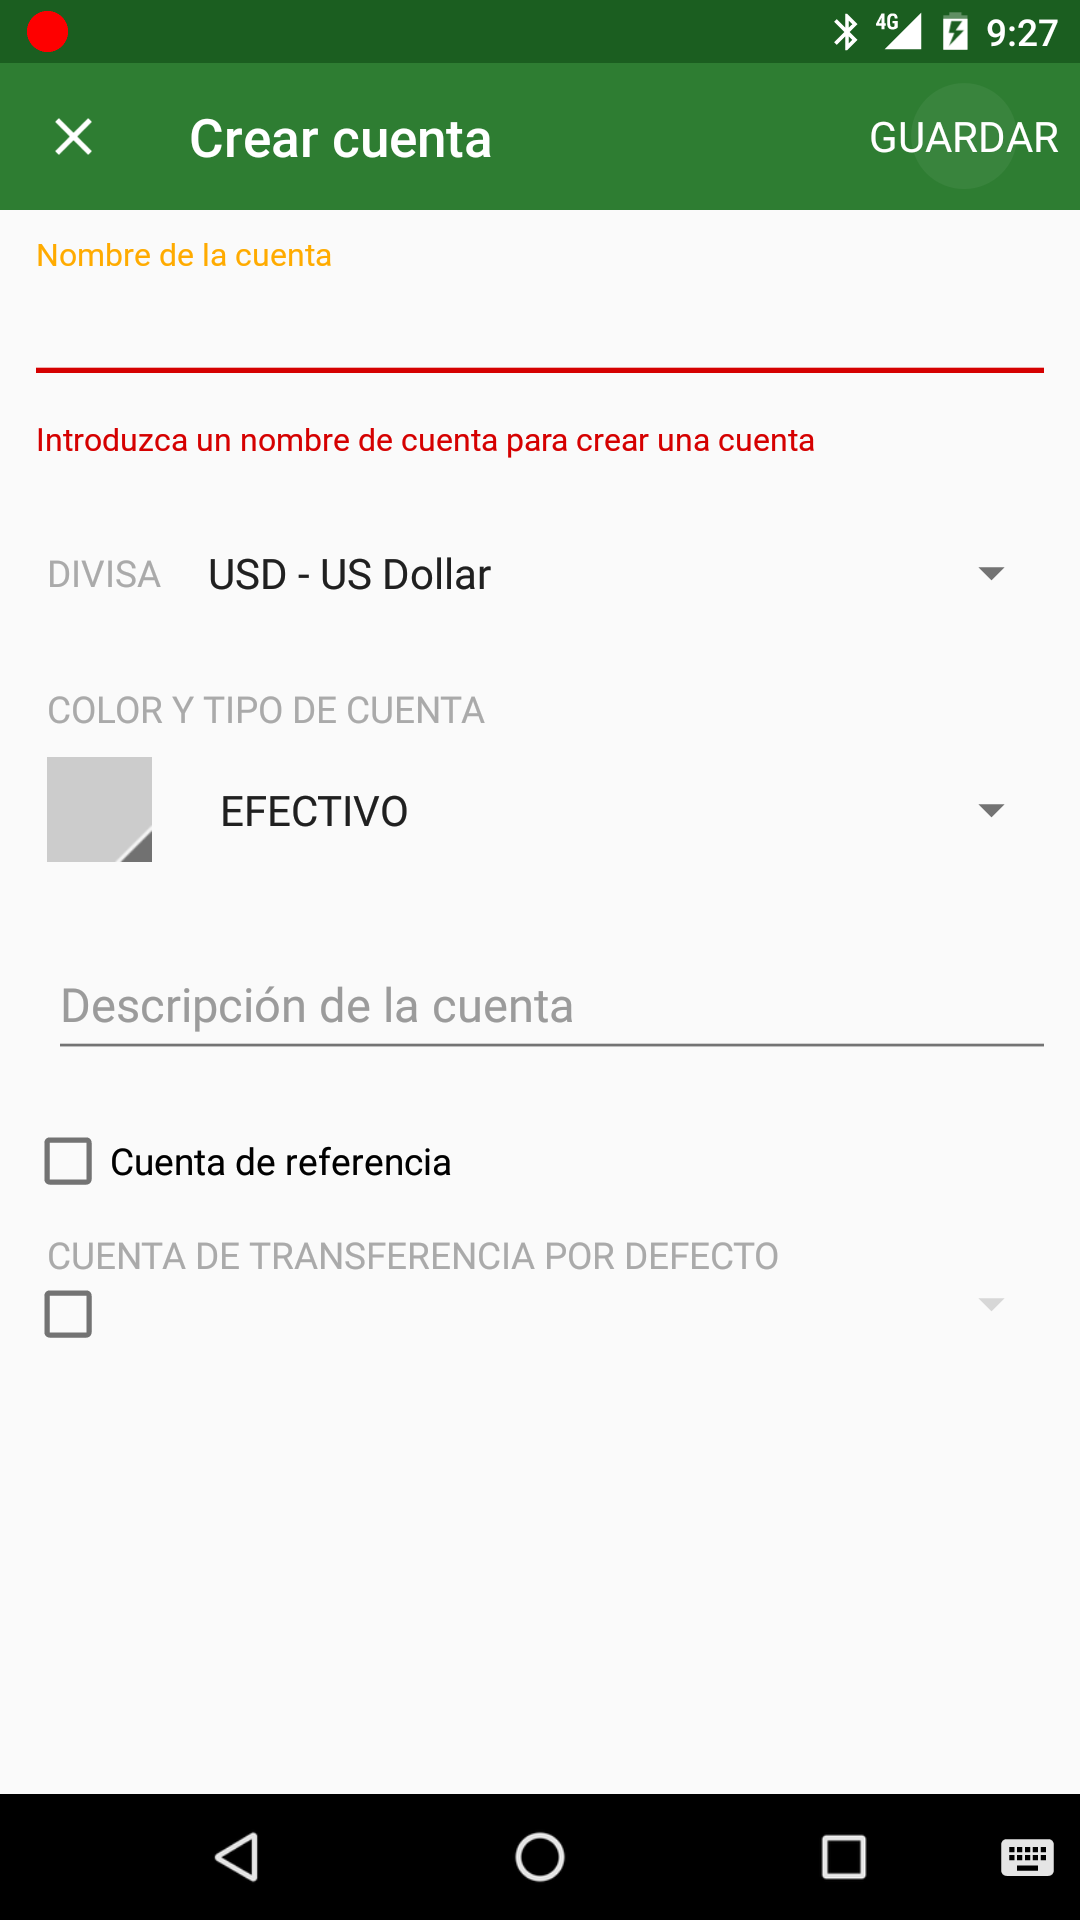 4G 9:27
Crear cuenta GUARDAR
Nombre de la cuenta
Introduzca un nombre de cuenta para crear una cuenta
DIVISA USD - US Dollar
COLOR Y TIPO DE CUENTA
EFECTIVO
Descripción de la cuenta
Cuenta de referencia
CUENTA DE TRANSFERENCIA POR DEFECTO